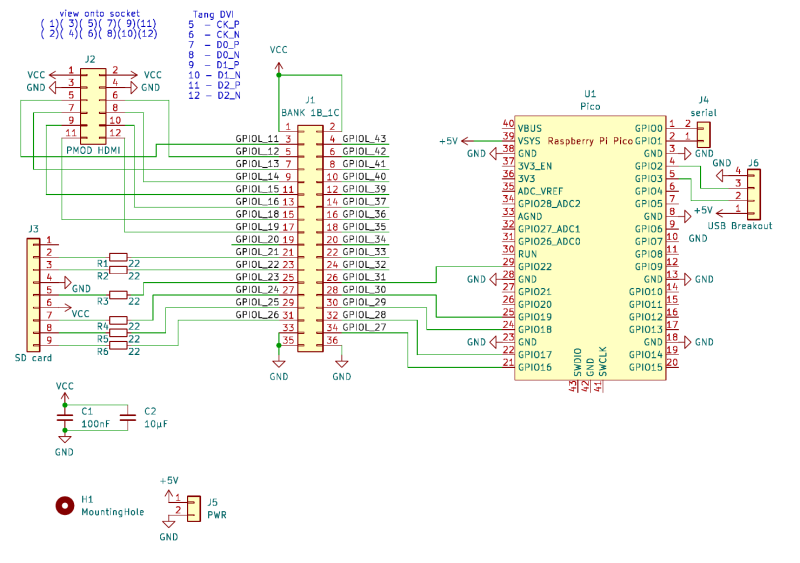 view onto socket
( 1)( 3)( 5)( 7)( 9)(11)
( 2)( 4)( 6)( 8)(10)(12)
Tang DVI
5 - CK_P
6 - CK_N
7 - D0_P
8 - D0_N
9 - D1_P
10 - D1_N
11 - D2_P
12 - D2_N
J2
VCC 1 2 VCC
GND 3 4 GND
5 6
7 8
9 10
11 12
PMOD HDMI
VCC
J1
BANK 1B_1C
1 2
GPIOL_11 3 4 GPIOL_43
GPIOL_12 5 6 GPIOL_42
GPIOL_13 7 8 GPIOL_41
GPIOL_14 9 10 GPIOL_40
GPIOL_15 11 12 GPIOL_39
GPIOL_16 13 14 GPIOL_37
GPIOL_18 15 16 GPIOL_36
GPIOL_19 17 18 GPIOL_35
GPIOL_20 19 20 GPIOL_34
GPIOL_21 21 22 GPIOL_33
GPIOL_22 23 24 GPIOL_32
GPIOL_23 25 26 GPIOL_31
GPIOL_24 27 28 GPIOL_30
GPIOL_25 29 30 GPIOL_29
GPIOL_26 31 32 GPIOL_28
33 34 GPIOL_27
35 36
GND GND
J3
1
2
3
4 GND
5
6 VCC
7
8
9
SD card
R1 22
R2 22
R3 22
R4 22
R5 22
R6 22
U1
Pico
Raspberry Pi Pico
40 VBUS
+5V 39 VSYS
GND 38 GND
37 3V3_EN
36 3V3
35 ADC_VREF
34 GPIO28_ADC2
33 AGND
32 GPIO27_ADC1
31 GPIO26_ADC0
30 RUN
29 GPIO22
GND 28 GND
27 GPIO21
26 GPIO20
25 GPIO19
24 GPIO18
GND 23 GND
22 GPIO17
21 GPIO16
GPIO0 1
GPIO1 2
GND 3 GND
GPIO2 4
GPIO3 5
GPIO4 6
GPIO5 7
GND 8
GPIO6 9
GPIO7 10
GND
GPIO8 11
GPIO9 12
GND 13 GND
GPIO10 14
GPIO11 15
GPIO12 16
GPIO13 17
GND 18 GND
GPIO14 19
GPIO15 20
SWDIO
GND
SWCLK
43
42
41
J4
serial
2
1
J6
GND 4
3
2
+5V 1
USB Breakout
VCC
C1
100nF
C2
10µF
GND
H1
MountingHole
+5V
J5
1
2
PWR
GND